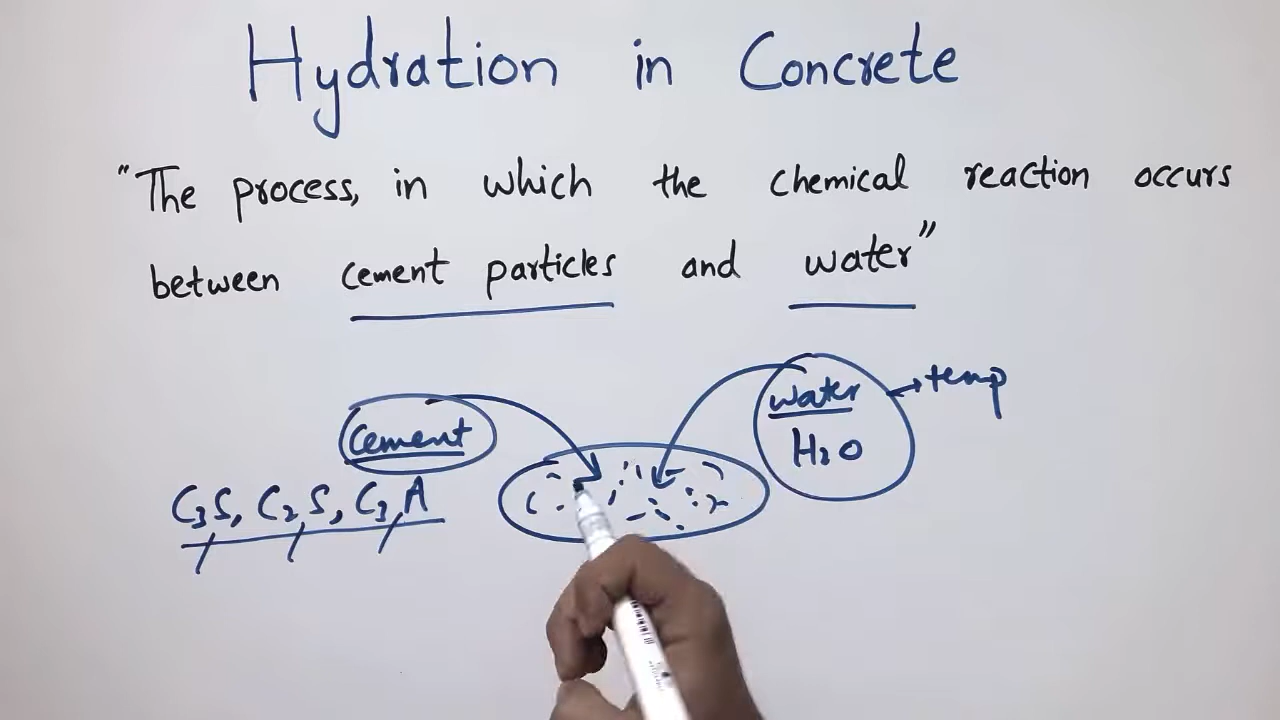 Hydration in Concrete
"The process, in which the chemical reaction occurs
between cement particles and water"
water → temp
cement
H₂O
C₃S, C₂S, C₃A